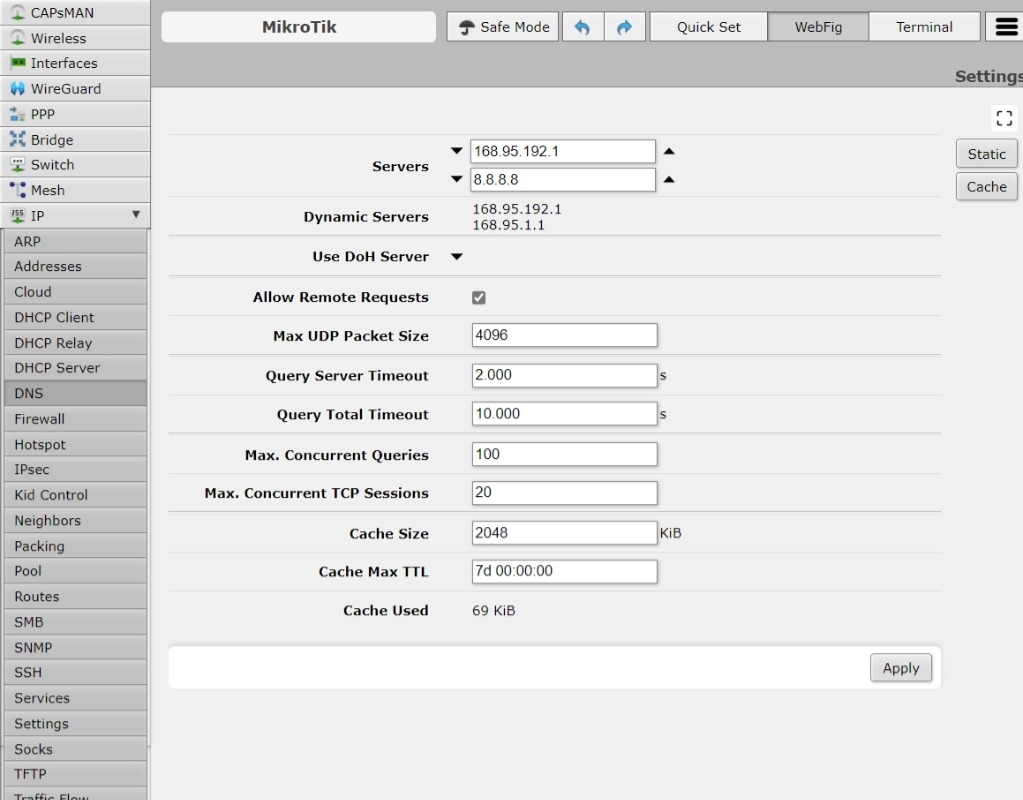 CAPsMAN
Wireless
Interfaces
WireGuard
PPP
Bridge
Switch
Mesh
IP
ARP
Addresses
Cloud
DHCP Client
DHCP Relay
DHCP Server
DNS
Firewall
Hotspot
IPsec
Kid Control
Neighbors
Packing
Pool
Routes
SMB
SNMP
SSH
Services
Settings
Socks
TFTP
Traffic Flow
MikroTik
Safe Mode
Quick Set
WebFig
Terminal
Settings
Static
Cache
Servers 168.95.192.1
8.8.8.8
Dynamic Servers 168.95.192.1
168.95.1.1
Use DoH Server
Allow Remote Requests
Max UDP Packet Size 4096
Query Server Timeout 2.000 s
Query Total Timeout 10.000 s
Max. Concurrent Queries 100
Max. Concurrent TCP Sessions 20
Cache Size 2048 KiB
Cache Max TTL 7d 00:00:00
Cache Used 69 KiB
Apply